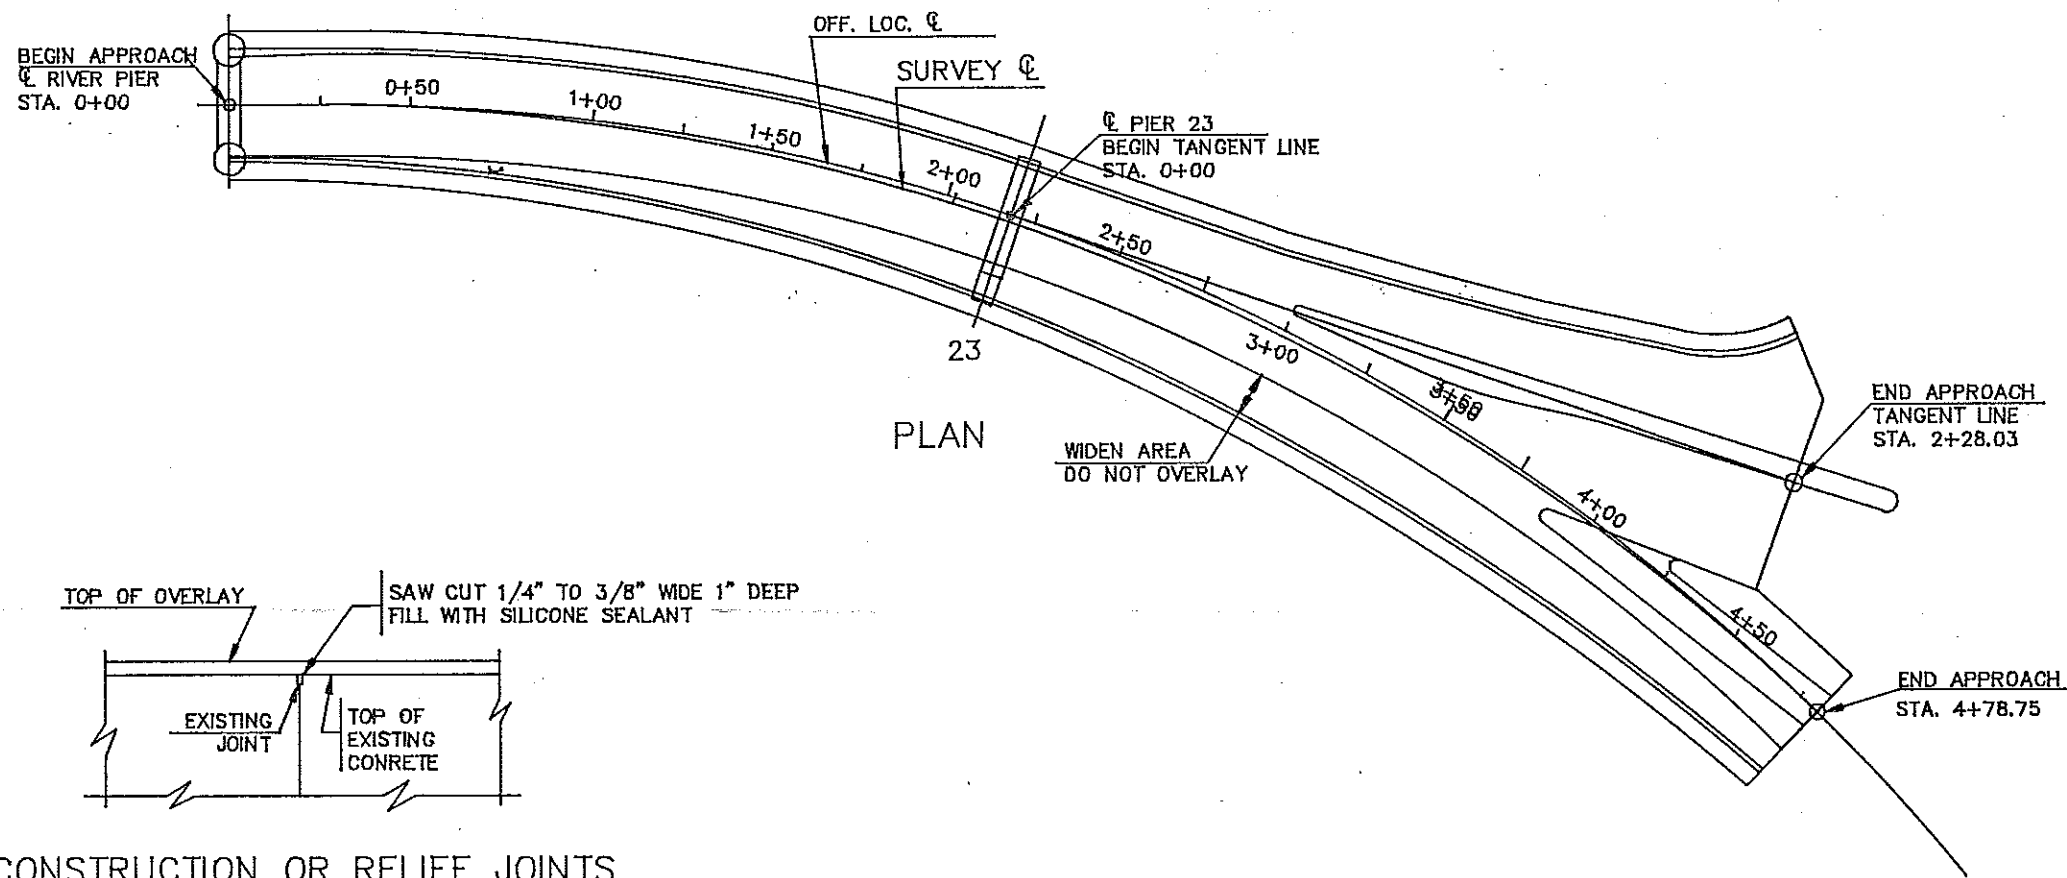 BEGIN APPROACH
℄ RIVER PIER
STA. 0+00
OFF. LOC. ℄
SURVEY ℄
0+50
1+00
1+50
2+00
℄ PIER 23
BEGIN TANGENT LINE
STA. 0+00
2+50
23
3+00
3+50
PLAN
WIDEN AREA
DO NOT OVERLAY
4+00
4+50
END APPROACH
TANGENT LINE
STA. 2+28.03
END APPROACH
STA. 4+78.75
TOP OF OVERLAY
SAW CUT 1/4" TO 3/8" WIDE 1" DEEP
FILL WITH SILICONE SEALANT
EXISTING
JOINT
TOP OF
EXISTING
CONRETE
CONSTRUCTION OR RELIEF JOINTS